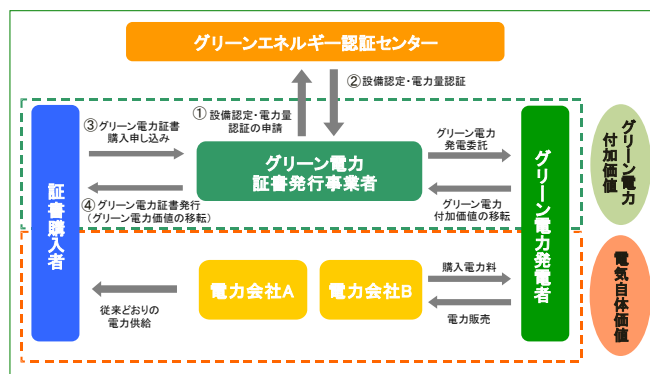 グリーンエネルギー認証センター
②設備認定・電力量認証
①設備認定・電力量
認証の申請
③グリーン電力証書
購入申し込み
グリーン電力
発電委託
グリーン電力
証書発行事業者
④グリーン電力証書発行
(グリーン電力価値の移転)
グリーン電力
付加価値の移転
証書購入者
グリーン電力発電者
グリーン電力
付加価値
電力会社A
電力会社B
購入電力料
従来どおりの
電力供給
電力販売
電気自体価値